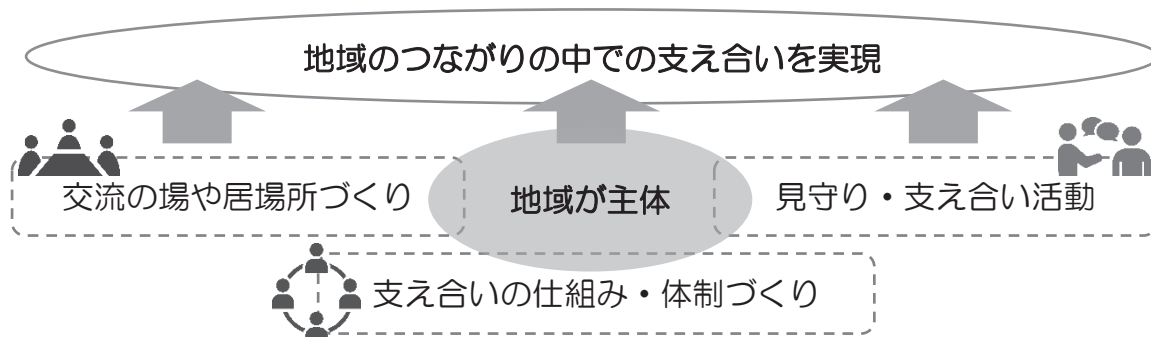 地域のつながりの中での支え合いを実現
交流の場や居場所づくり
地域が主体
見守り・支え合い活動
支え合いの仕組み・体制づくり